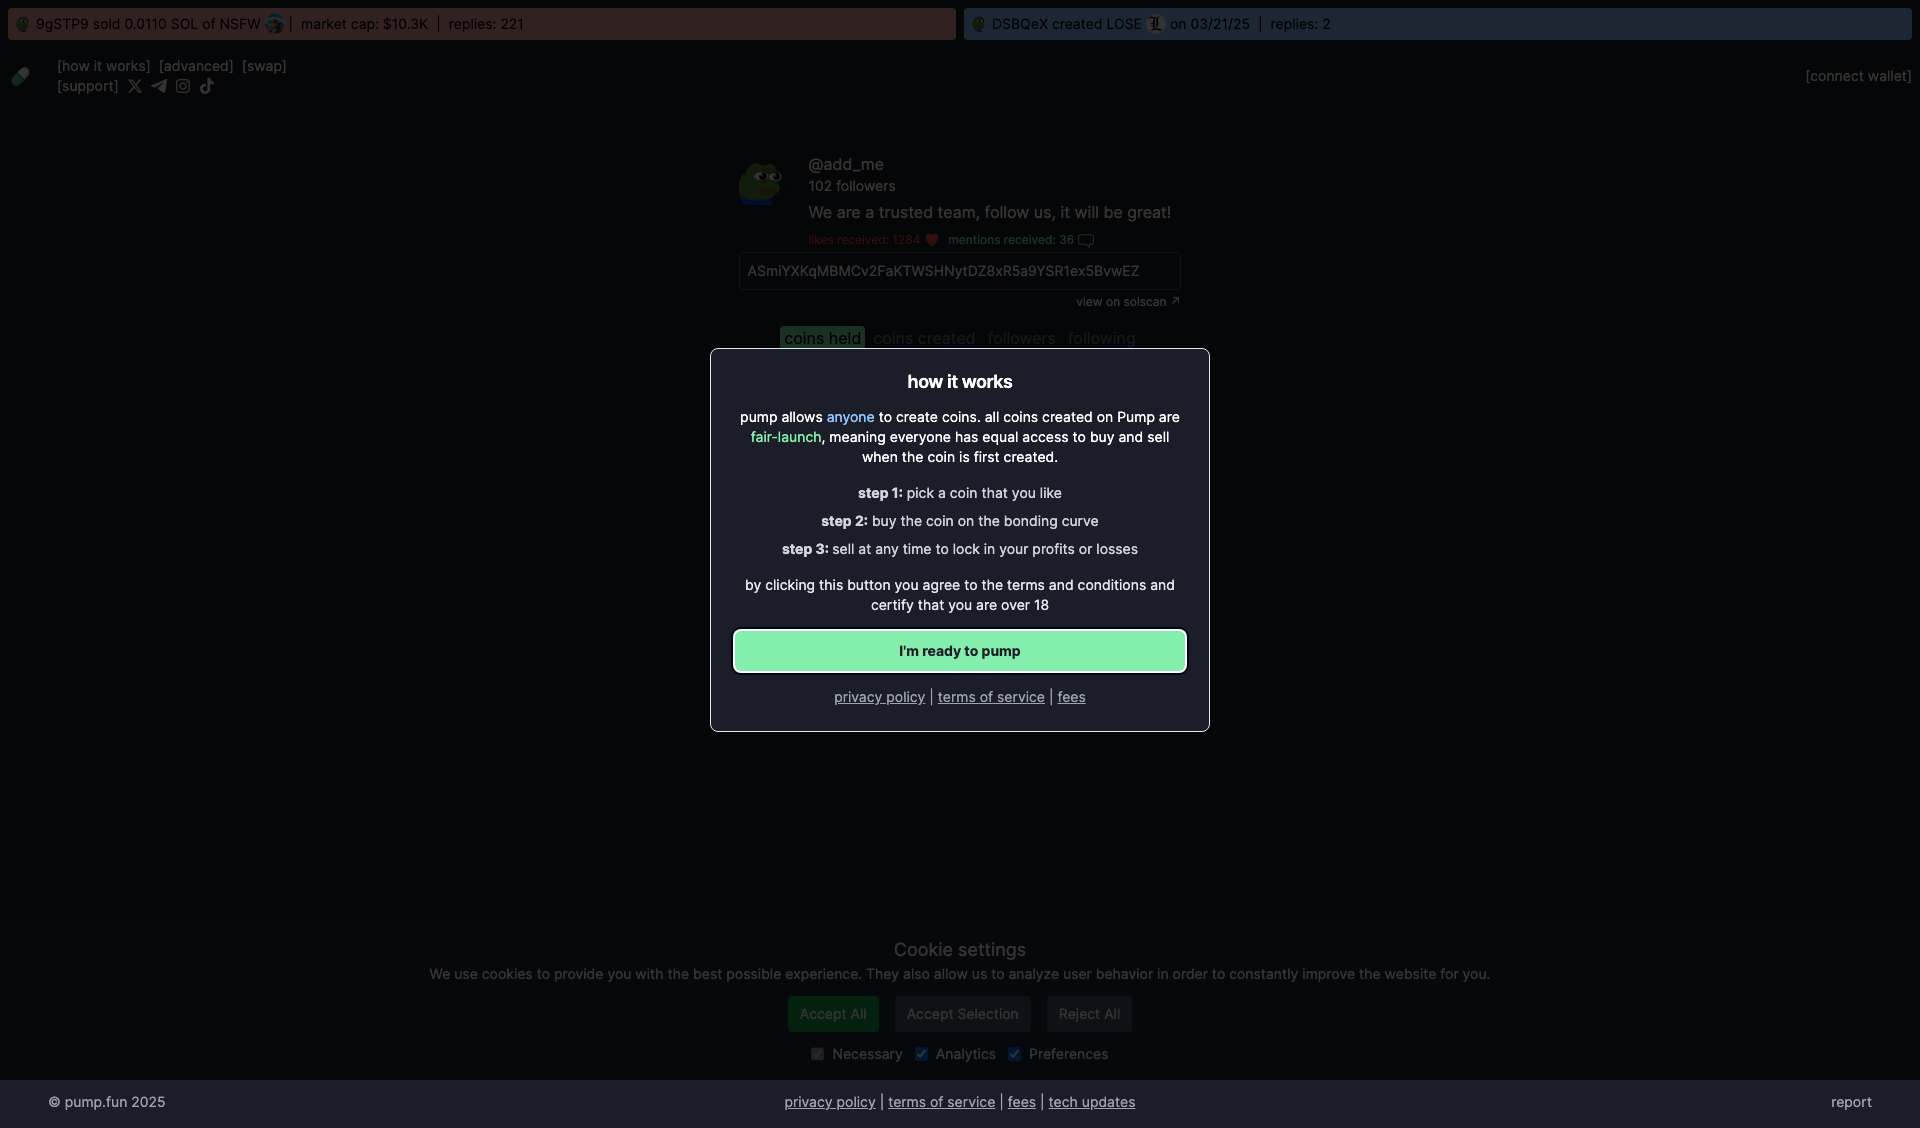 9gSTP9 sold 0.0110 SOL of NSFW | market cap: $10.3K | replies: 221
DSBQeX created LOSE on 03/21/25 | replies: 2
[how it works] [advanced] [swap]
[support]
[connect wallet]
@add_me
102 followers
We are a trusted team, follow us, it will be great!
likes received: 1284 mentions received: 36
ASmiYXKqMBMCv2FaKTWSHNytDZ8xR5a9YSR1ex5BvwEZ
view on solscan ↗
coins held coins created followers following
how it works
pump allows anyone to create coins. all coins created on Pump are
fair-launch, meaning everyone has equal access to buy and sell
when the coin is first created.
step 1: pick a coin that you like
step 2: buy the coin on the bonding curve
step 3: sell at any time to lock in your profits or losses
by clicking this button you agree to the terms and conditions and
certify that you are over 18
I'm ready to pump
privacy policy | terms of service | fees
Cookie settings
We use cookies to provide you with the best possible experience. They also allow us to analyze user behavior in order to constantly improve the website for you.
Accept All Accept Selection Reject All
Necessary Analytics Preferences
© pump.fun 2025
privacy policy | terms of service | fees | tech updates
report